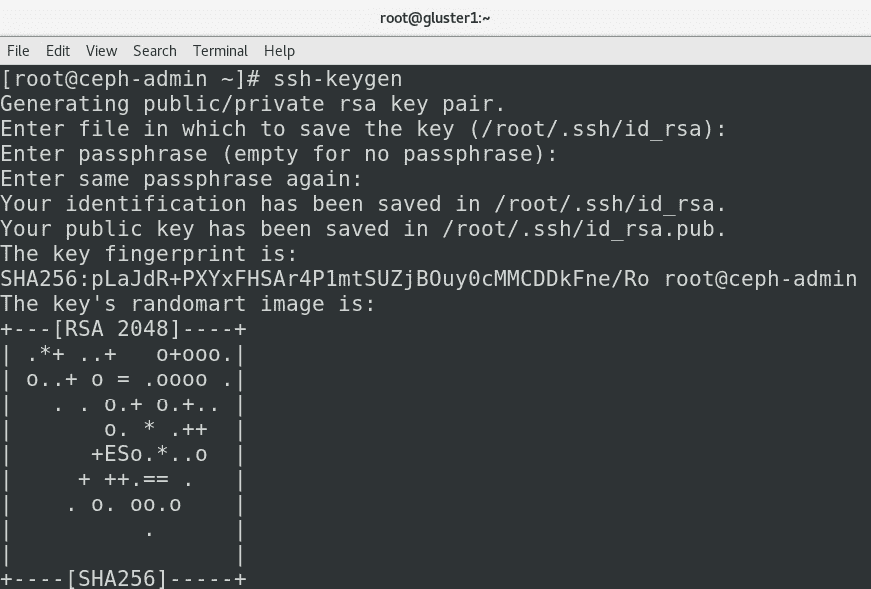 root@gluster1:~
File Edit View Search Terminal Help
[root@ceph-admin ~]# ssh-keygen
Generating public/private rsa key pair.
Enter file in which to save the key (/root/.ssh/id_rsa):
Enter passphrase (empty for no passphrase):
Enter same passphrase again:
Your identification has been saved in /root/.ssh/id_rsa.
Your public key has been saved in /root/.ssh/id_rsa.pub.
The key fingerprint is:
SHA256:pLaJdR+PXYxFHSAr4P1mtSUZjBOuy0cMMCDDkFne/Ro root@ceph-admin
The key's randomart image is:
+---[RSA 2048]----+
| .*+ ..+   o+ooo.|
| o..+ o = .oooo .|
|   . . o.+ o.+.. |
|       o. * .++  |
|      +ESo.*..o  |
|     + ++.== .   |
|    . o. oo.o    |
|          .      |
|                 |
+----[SHA256]-----+